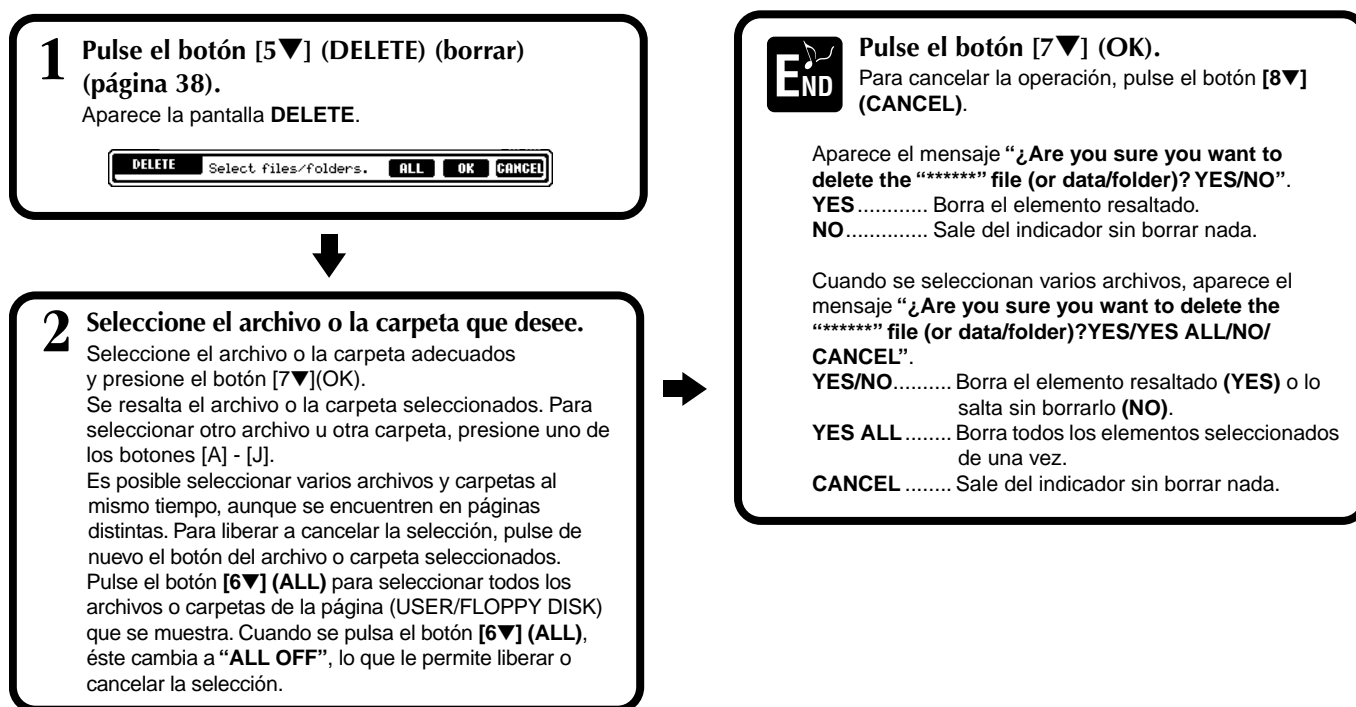 1 Pulse el botón [5▼] (DELETE) (borrar)
(página 38).
Aparece la pantalla DELETE.
DELETE Select files/folders. ALL OK CANCEL
2 Seleccione el archivo o la carpeta que desee.
Seleccione el archivo o la carpeta adecuados
y presione el botón [7▼](OK).
Se resalta el archivo o la carpeta seleccionados. Para
seleccionar otro archivo u otra carpeta, presione uno de
los botones [A] - [J].
Es posible seleccionar varios archivos y carpetas al
mismo tiempo, aunque se encuentren en páginas
distintas. Para liberar a cancelar la selección, pulse de
nuevo el botón del archivo o carpeta seleccionados.
Pulse el botón [6▼] (ALL) para seleccionar todos los
archivos o carpetas de la página (USER/FLOPPY DISK)
que se muestra. Cuando se pulsa el botón [6▼] (ALL),
éste cambia a “ALL OFF”, lo que le permite liberar o
cancelar la selección.
END Pulse el botón [7▼] (OK).
Para cancelar la operación, pulse el botón [8▼]
(CANCEL).
Aparece el mensaje “¿Are you sure you want to
delete the “******” file (or data/folder)? YES/NO”.
YES............ Borra el elemento resaltado.
NO.............. Sale del indicador sin borrar nada.
Cuando se seleccionan varios archivos, aparece el
mensaje “¿Are you sure you want to delete the
“******” file (or data/folder)?YES/YES ALL/NO/
CANCEL”.
YES/NO.......... Borra el elemento resaltado (YES) o lo
salta sin borrarlo (NO).
YES ALL ........ Borra todos los elementos seleccionados
de una vez.
CANCEL ........ Sale del indicador sin borrar nada.